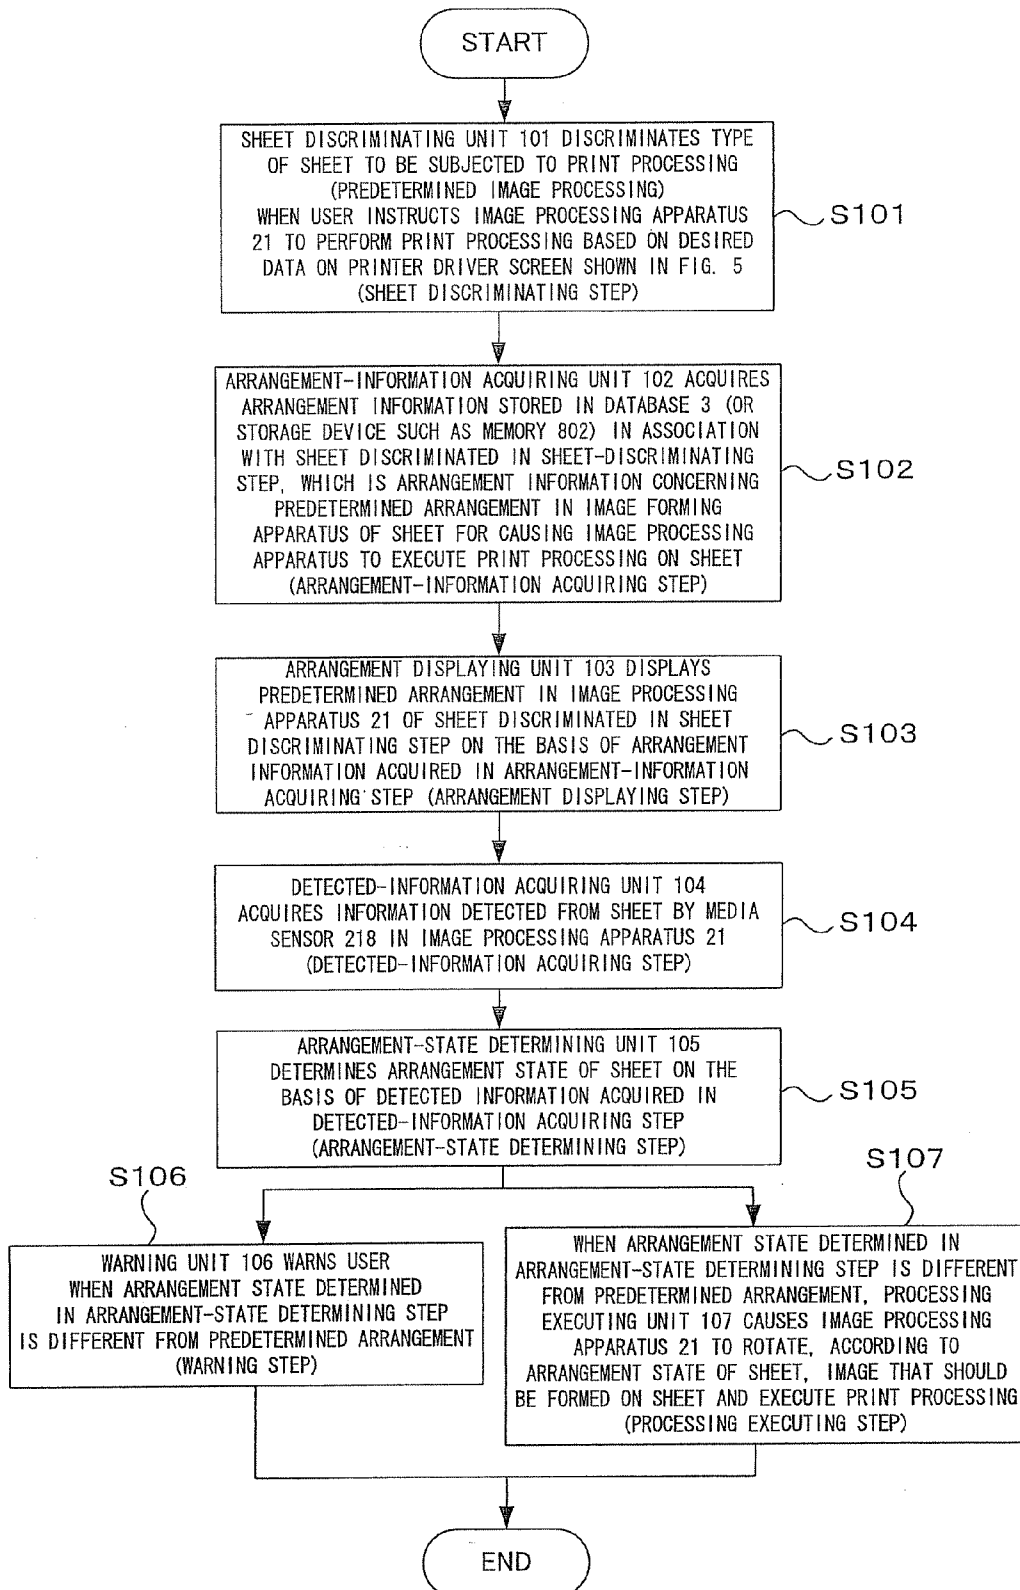 START
SHEET DISCRIMINATING UNIT 101 DISCRIMINATES TYPE
OF SHEET TO BE SUBJECTED TO PRINT PROCESSING
(PREDETERMINED IMAGE PROCESSING)
WHEN USER INSTRUCTS IMAGE PROCESSING APPARATUS
21 TO PERFORM PRINT PROCESSING BASED ON DESIRED
DATA ON PRINTER DRIVER SCREEN SHOWN IN FIG. 5
(SHEET DISCRIMINATING STEP)
S101
ARRANGEMENT-INFORMATION ACQUIRING UNIT 102 ACQUIRES
ARRANGEMENT INFORMATION STORED IN DATABASE 3 (OR
STORAGE DEVICE SUCH AS MEMORY 802) IN ASSOCIATION
WITH SHEET DISCRIMINATED IN SHEET-DISCRIMINATING
STEP, WHICH IS ARRANGEMENT INFORMATION CONCERNING
PREDETERMINED ARRANGEMENT IN IMAGE FORMING
APPARATUS OF SHEET FOR CAUSING IMAGE PROCESSING
APPARATUS TO EXECUTE PRINT PROCESSING ON SHEET
(ARRANGEMENT-INFORMATION ACQUIRING STEP)
S102
ARRANGEMENT DISPLAYING UNIT 103 DISPLAYS
PREDETERMINED ARRANGEMENT IN IMAGE PROCESSING
APPARATUS 21 OF SHEET DISCRIMINATED IN SHEET
DISCRIMINATING STEP ON THE BASIS OF ARRANGEMENT
INFORMATION ACQUIRED IN ARRANGEMENT-INFORMATION
ACQUIRING STEP (ARRANGEMENT DISPLAYING STEP)
S103
DETECTED-INFORMATION ACQUIRING UNIT 104
ACQUIRES INFORMATION DETECTED FROM SHEET BY MEDIA
SENSOR 218 IN IMAGE PROCESSING APPARATUS 21
(DETECTED-INFORMATION ACQUIRING STEP)
S104
ARRANGEMENT-STATE DETERMINING UNIT 105
DETERMINES ARRANGEMENT STATE OF SHEET ON THE
BASIS OF DETECTED INFORMATION ACQUIRED IN
DETECTED-INFORMATION ACQUIRING STEP
(ARRANGEMENT-STATE DETERMINING STEP)
S105
S106
WARNING UNIT 106 WARNS USER
WHEN ARRANGEMENT STATE DETERMINED
IN ARRANGEMENT-STATE DETERMINING STEP
IS DIFFERENT FROM PREDETERMINED ARRANGEMENT
(WARNING STEP)
S107
WHEN ARRANGEMENT STATE DETERMINED IN
ARRANGEMENT-STATE DETERMINING STEP IS DIFFERENT
FROM PREDETERMINED ARRANGEMENT, PROCESSING
EXECUTING UNIT 107 CAUSES IMAGE PROCESSING
APPARATUS 21 TO ROTATE, ACCORDING TO
ARRANGEMENT STATE OF SHEET, IMAGE THAT SHOULD
BE FORMED ON SHEET AND EXECUTE PRINT PROCESSING
(PROCESSING EXECUTING STEP)
END